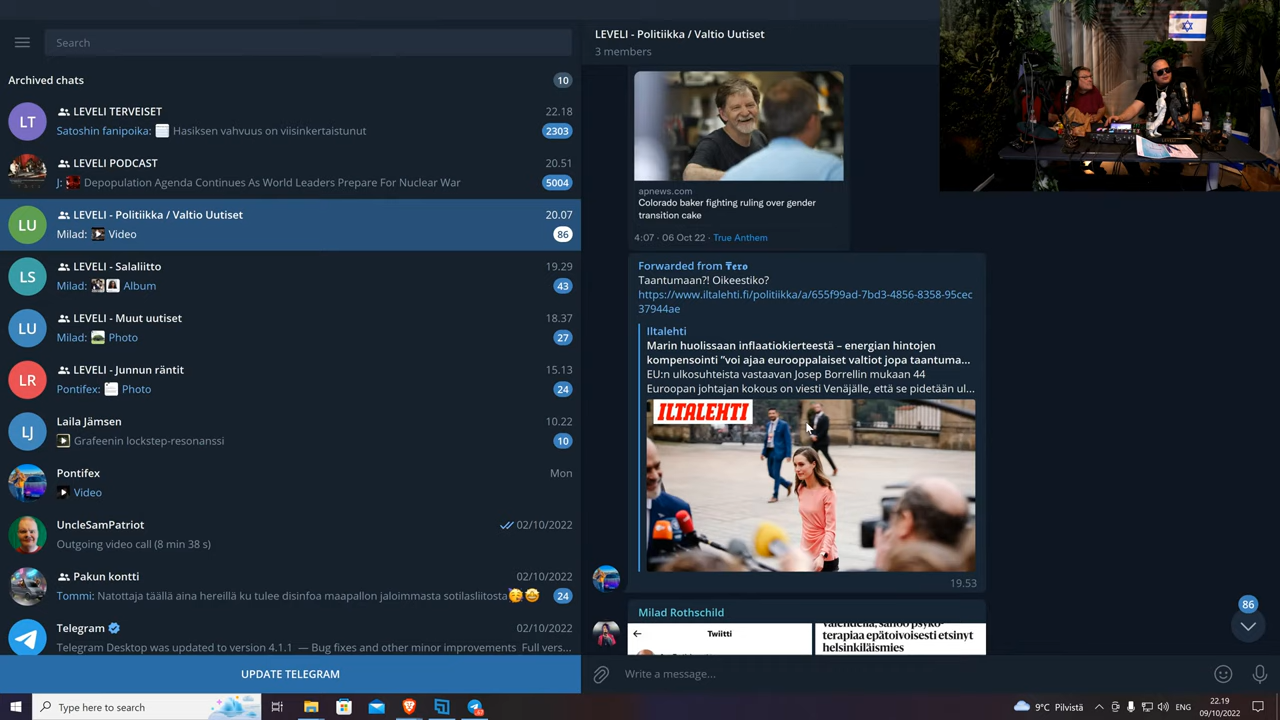 Search
Archived chats
10
LT
LEVELI TERVEISET
22.18
Satoshin fanipoika: Hasiksen vahvuus on viisinkertaistunut
2303
LEVELI PODCAST
20.51
J: Depopulation Agenda Continues As World Leaders Prepare For Nuclear War
5004
LU
LEVELI - Politiikka / Valtio Uutiset
20.07
Milad: Video
86
LS
LEVELI - Salaliitto
19.29
Milad: Album
43
LU
LEVELI - Muut uutiset
18.37
Milad: Photo
27
LR
LEVELI - Junnun räntit
15.13
Pontifex: Photo
24
LJ
Laila Jämsen
10.22
Grafeenin lockstep-resonanssi
10
Pontifex
Mon
Video
UncleSamPatriot
02/10/2022
Outgoing video call (8 min 38 s)
Pakun kontti
02/10/2022
Tommi: Natottaja täällä aina hereillä ku tulee disinfoa maapallon jaloimmasta sotilasliitosta🥳🤩
24
Telegram
02/10/2022
Telegram Desktop was updated to version 4.1.1 — Bug fixes and other minor improvements Full vers...
UPDATE TELEGRAM
LEVELI - Politiikka / Valtio Uutiset
3 members
apnews.com
Colorado baker fighting ruling over gender
transition cake
4:07 · 06 Oct 22 · True Anthem
Forwarded from Tero
Taantumaan?! Oikeestiko?
https://www.iltalehti.fi/politiikka/a/655f99ad-7bd3-4856-8358-95cec
37944ae
Iltalehti
Marin huolissaan inflaatiokierteestä – energian hintojen
kompensointi "voi ajaa eurooppalaiset valtiot jopa taantuma...
EU:n ulkosuhteista vastaavan Josep Borrellin mukaan 44
Euroopan johtajan kokous on viesti Venäjälle, että se pidetään ul...
ILTALEHTI
19.53
Milad Rothschild
Twiitti
terapiaa epätoivoisesti etsinyt
helsinkiläismies
86
Write a message...
Type here to search
9°C Pilvistä
ENG
22.19
09/10/2022